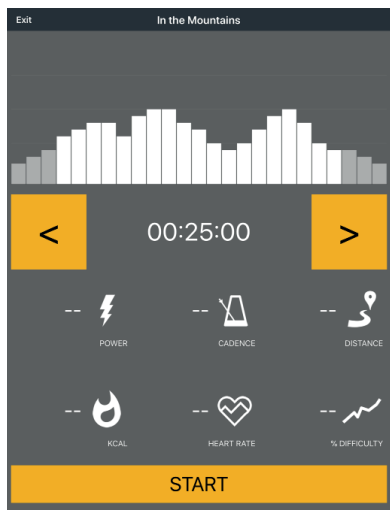 Exit In the Mountains
< 00:25:00 >
-- -- --
POWER CADENCE DISTANCE
-- -- --
KCAL HEART RATE % DIFFICULTY
START